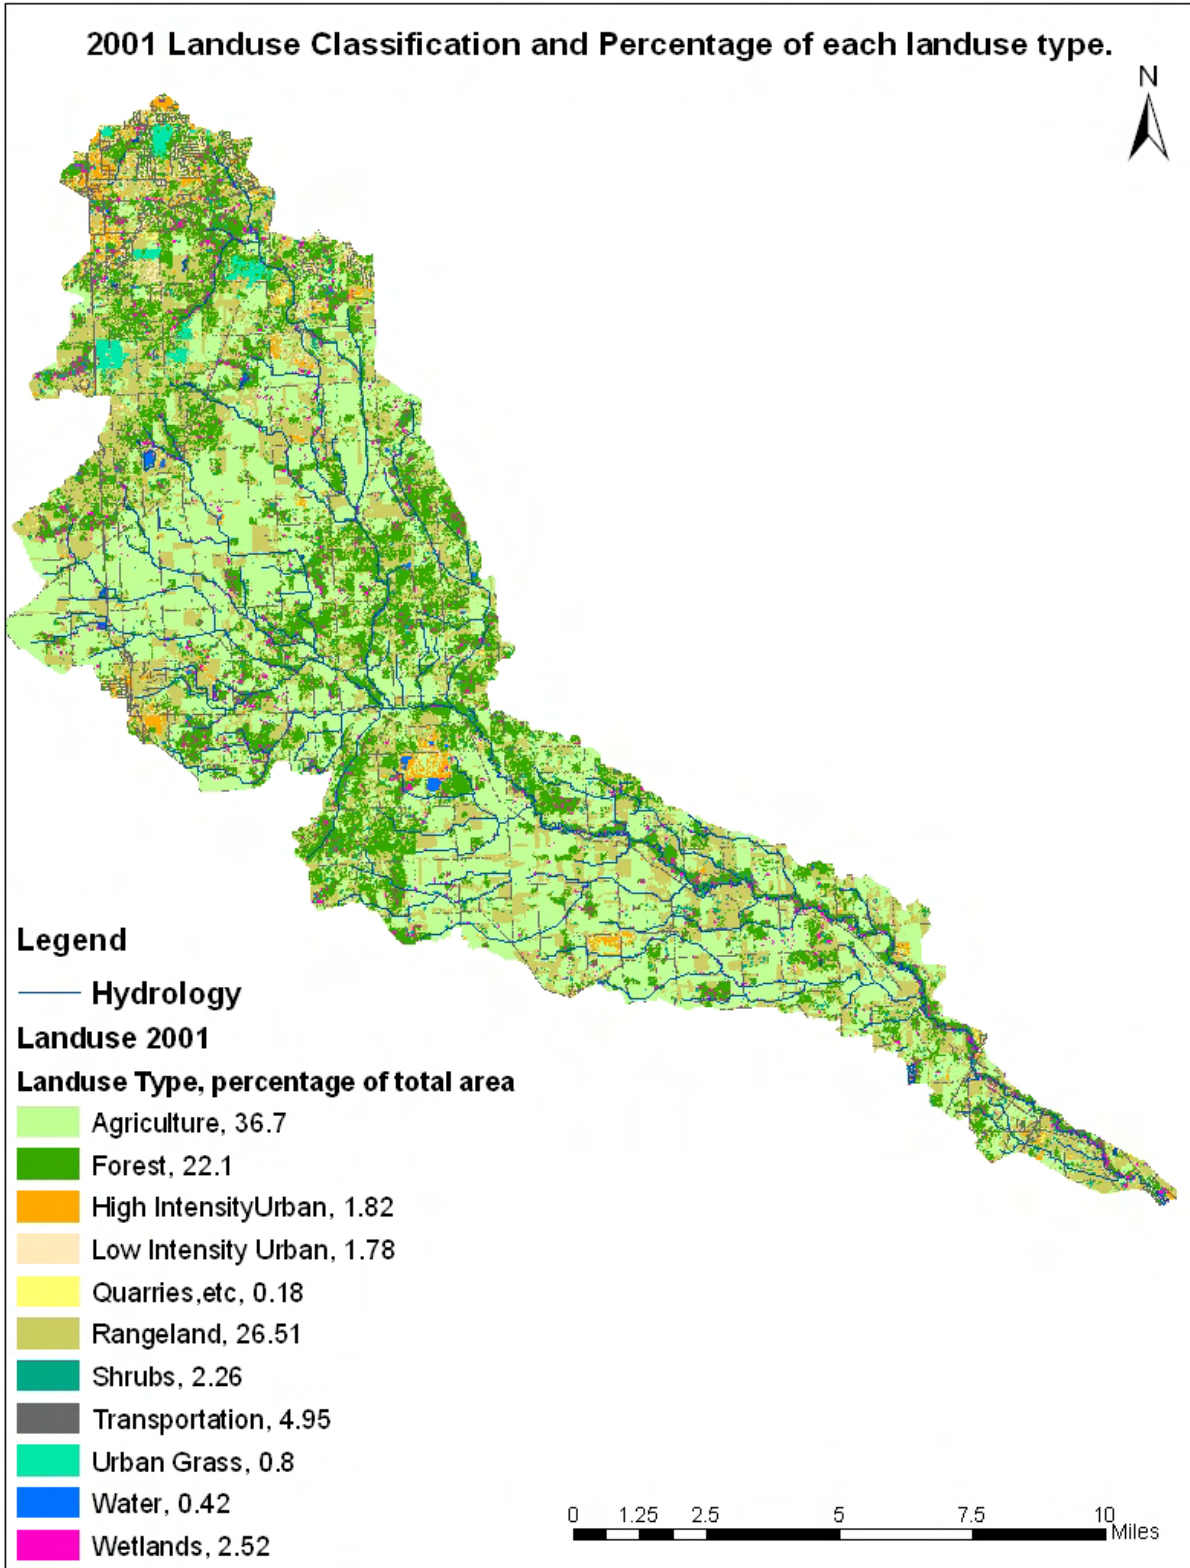 2001 Landuse Classification and Percentage of each landuse type.
N
Legend
Hydrology
Landuse 2001
Landuse Type, percentage of total area
Agriculture, 36.7
Forest, 22.1
High IntensityUrban, 1.82
Low Intensity Urban, 1.78
Quarries,etc, 0.18
Rangeland, 26.51
Shrubs, 2.26
Transportation, 4.95
Urban Grass, 0.8
Water, 0.42
Wetlands, 2.52
0 1.25 2.5 5 7.5 10
Miles